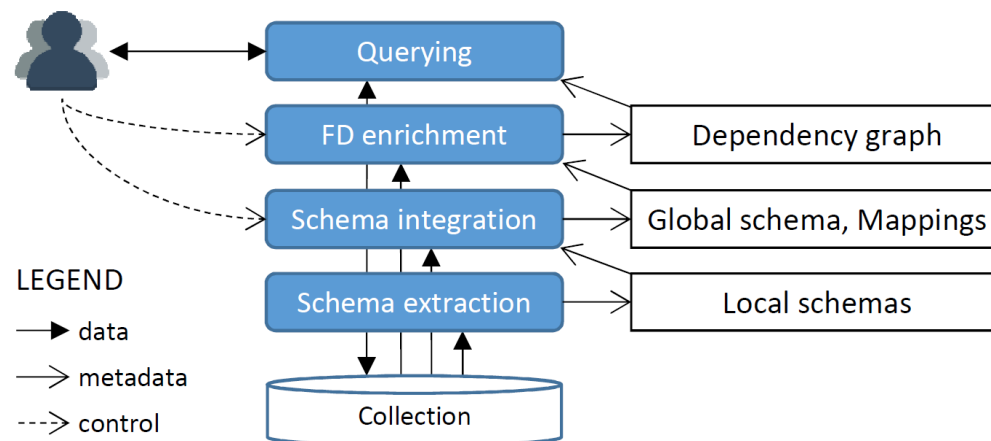 Querying
FD enrichment
Dependency graph
Schema integration
Global schema, Mappings
LEGEND
Schema extraction
Local schemas
data
metadata
control
Collection